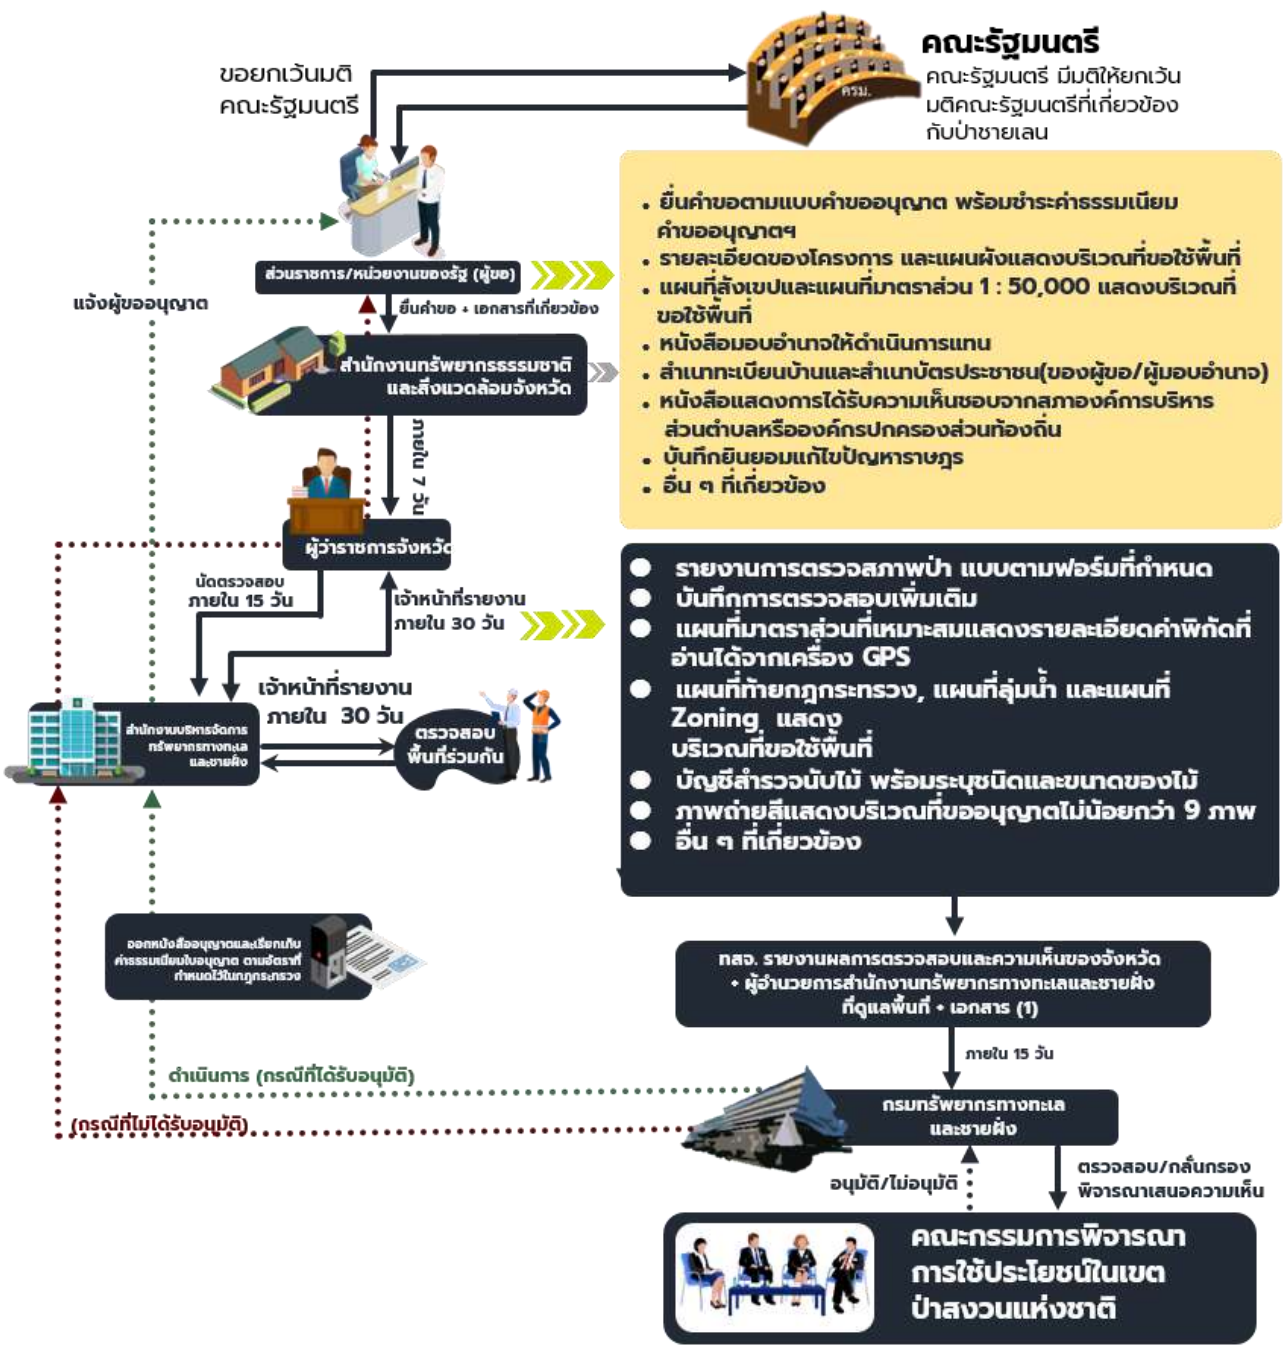 คณะรัฐมนตรี
คณะรัฐมนตรี มีมติให้ยกเว้น
มติคณะรัฐมนตรีที่เกี่ยวข้อง
กับป่าชายเลน
ครม.
ขอยกเว้นมติ
คณะรัฐมนตรี
ส่วนราชการ/หน่วยงานของรัฐ (ผู้ขอ)
แจ้งผู้ขออนุญาต
ยื่นคำขอ + เอกสารที่เกี่ยวข้อง
สำนักงานทรัพยากรธรรมชาติ
และสิ่งแวดล้อมจังหวัด
• ยื่นคำขอตามแบบคำขออนุญาต พร้อมชำระค่าธรรมเนียม
คำขออนุญาตฯ
• รายละเอียดของโครงการ และแผนผังแสดงบริเวณที่ขอใช้พื้นที่
• แผนที่สังเขปและแผนที่มาตราส่วน 1 : 50,000 แสดงบริเวณที่
ขอใช้พื้นที่
• หนังสือมอบอำนาจให้ดำเนินการแทน
• สำเนาทะเบียนบ้านและสำเนาบัตรประชาชน(ของผู้ขอ/ผู้มอบอำนาจ)
• หนังสือแสดงการได้รับความเห็นชอบจากสภาองค์การบริหาร
ส่วนตำบลหรือองค์กรปกครองส่วนท้องถิ่น
• บันทึกยินยอมแก้ไขปัญหาราษฎร
• อื่น ๆ ที่เกี่ยวข้อง
ภายใน 7 วัน
ผู้ว่าราชการจังหวัด
นัดตรวจสอบ
ภายใน 15 วัน
เจ้าหน้าที่รายงาน
ภายใน 30 วัน
เจ้าหน้าที่รายงาน
ภายใน 30 วัน
สำนักงานบริหารจัดการ
ทรัพยากรทางทะเล
และชายฝั่ง
ตรวจสอบ
พื้นที่ร่วมกัน
● รายงานการตรวจสภาพป่า แบบตามฟอร์มที่กำหนด
● บันทึกการตรวจสอบเพิ่มเติม
● แผนที่มาตราส่วนที่เหมาะสมแสดงรายละเอียดค่าพิกัดที่
อ่านได้จากเครื่อง GPS
● แผนที่ท้ายกฎกระทรวง, แผนที่ลุ่มน้ำ และแผนที่
Zoning แสดง
บริเวณที่ขอใช้พื้นที่
● บัญชีสำรวจนับไม้ พร้อมระบุชนิดและขนาดของไม้
● ภาพถ่ายสีแสดงบริเวณที่ขออนุญาตไม่น้อยกว่า 9 ภาพ
● อื่น ๆ ที่เกี่ยวข้อง
ออกหนังสืออนุญาตและเรียกเก็บ
ค่าธรรมเนียมใบอนุญาต ตามอัตราที่
กำหนดไว้ในกฎกระทรวง
ทสจ. รายงานผลการตรวจสอบและความเห็นของจังหวัด
+ ผู้อำนวยการสำนักงานทรัพยากรทางทะเลและชายฝั่ง
ที่ดูแลพื้นที่ + เอกสาร (1)
ภายใน 15 วัน
ดำเนินการ (กรณีที่ได้รับอนุมัติ)
(กรณีที่ไม่ได้รับอนุมัติ)
กรมทรัพยากรทางทะเล
และชายฝั่ง
อนุมัติ/ไม่อนุมัติ
ตรวจสอบ/กลั่นกรอง
พิจารณาเสนอความเห็น
คณะกรรมการพิจารณา
การใช้ประโยชน์ในเขต
ป่าสงวนแห่งชาติ